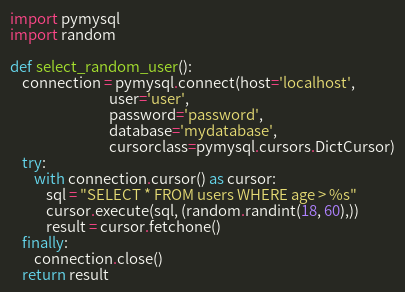 import pymysql
import random

def select_random_user():
    connection = pymysql.connect(host='localhost',
                                 user='user',
                                 password='password',
                                 database='mydatabase',
                                 cursorclass=pymysql.cursors.DictCursor)
    try:
        with connection.cursor() as cursor:
            sql = "SELECT * FROM users WHERE age > %s"
            cursor.execute(sql, (random.randint(18, 60),))
            result = cursor.fetchone()
    finally:
        connection.close()
    return result